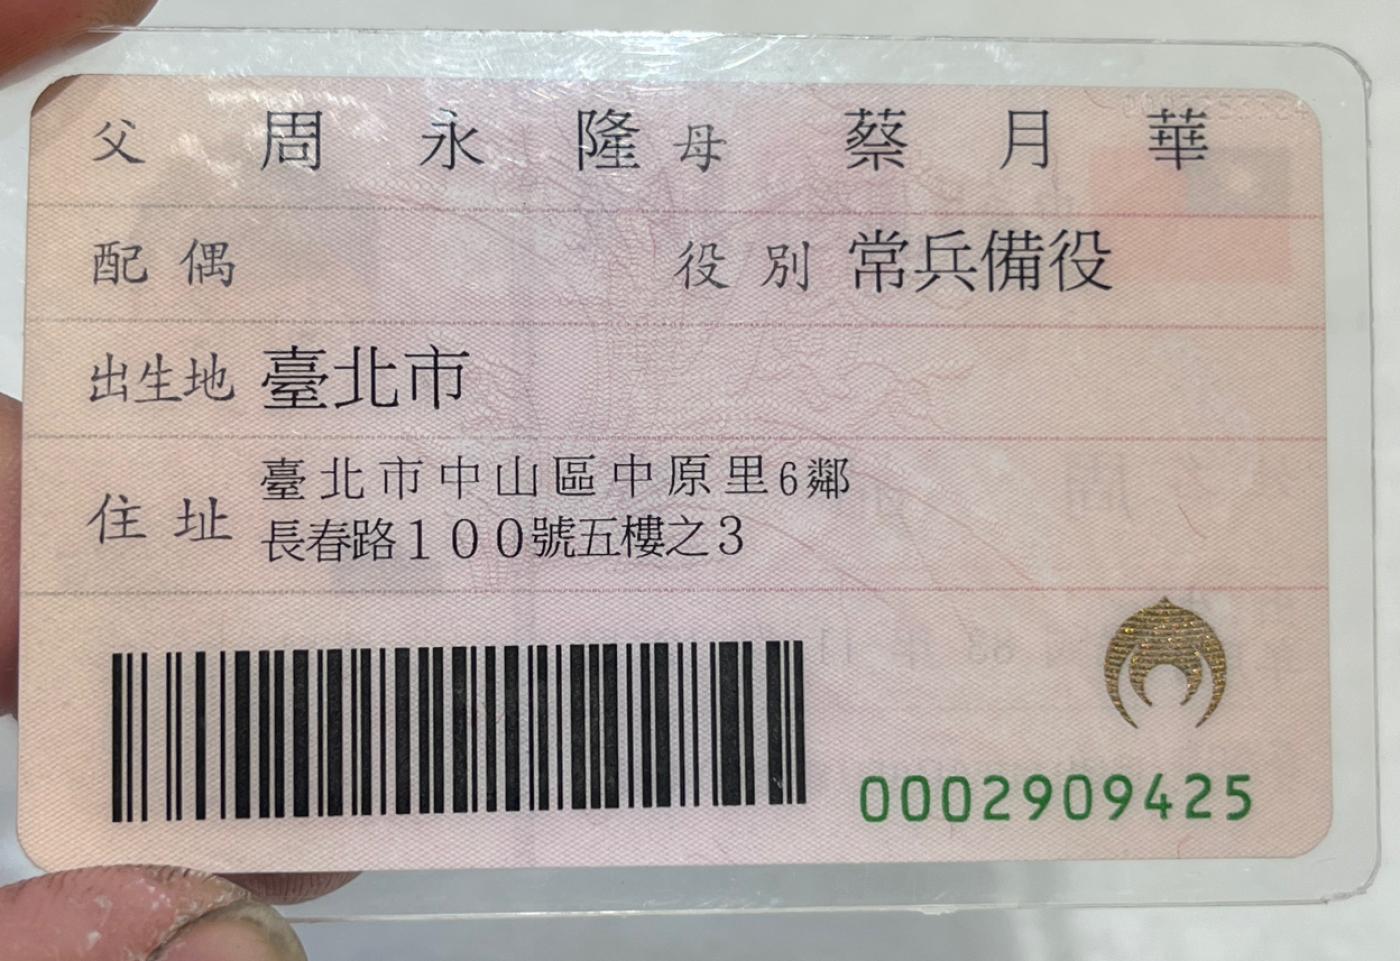 父 周永隆 母 蔡月華
配偶 役別 常兵備役
出生地 臺北市
住址 臺北市中山區中原里6鄰
長春路100號五樓之3
0002909425